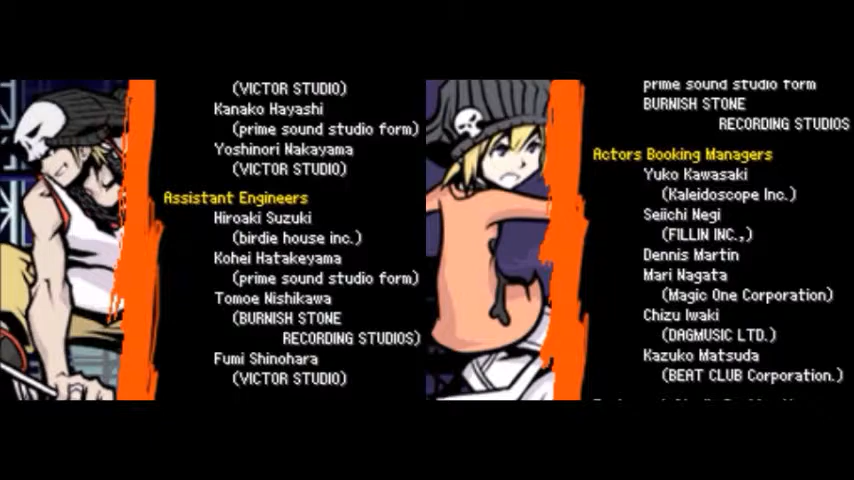 (VICTOR STUDIO)
Kanako Hayashi
(prime sound studio form)
Yoshinori Nakayama
(VICTOR STUDIO)
Assistant Engineers
Hiroaki Suzuki
(birdie house inc.)
Kohei Hatakeyama
(prime sound studio form)
Tomoe Nishikawa
(BURNISH STONE
RECORDING STUDIOS)
Fumi Shinohara
(VICTOR STUDIO)
prime sound studio form
BURNISH STONE
RECORDING STUDIOS
Actors Booking Managers
Yuko Kawasaki
(Kaleidoscope Inc.)
Seiichi Negi
(FILLIN INC.,)
Dennis Martin
Mari Nagata
(Magic One Corporation)
Chizu Iwaki
(DAGMUSIC LTD.)
Kazuko Matsuda
(BEAT CLUB Corporation.)